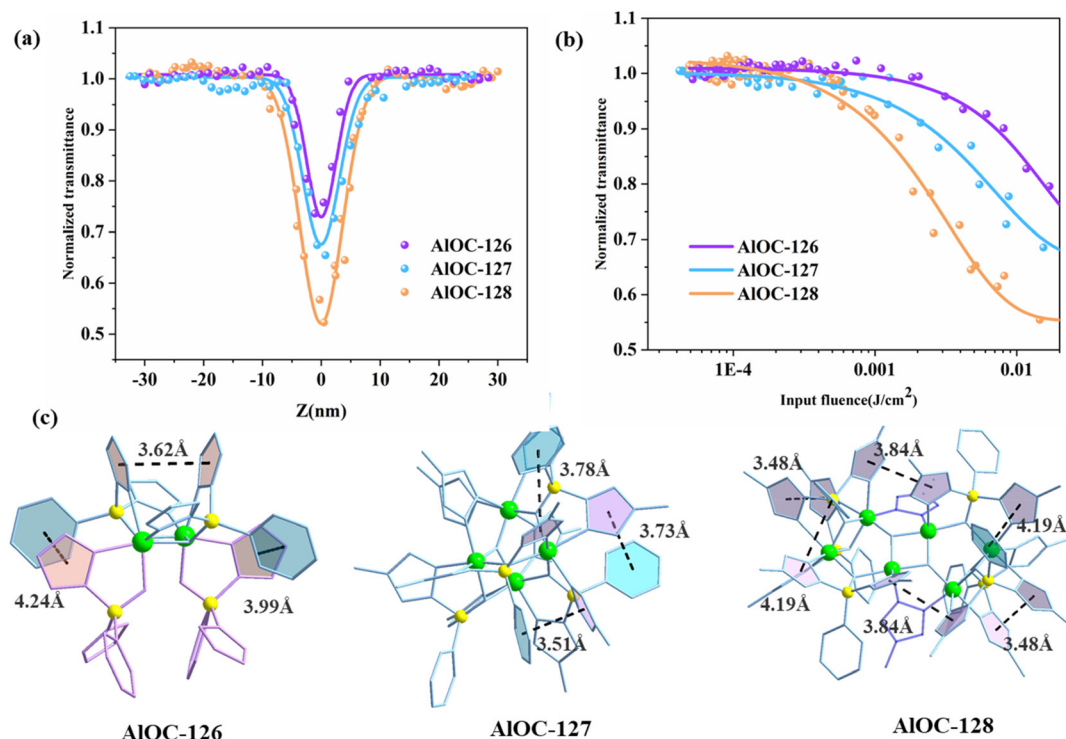 (a)
1.1
1.0
0.9
0.8
0.7
0.6
0.5
Normalized transmittance
AlOC-126
AlOC-127
AlOC-128
-30
-20
-10
0
10
20
30
Z(nm)
(b)
1.1
1.0
0.9
0.8
0.7
0.6
0.5
Normalized transmittance
AlOC-126
AlOC-127
AlOC-128
1E-4
0.001
0.01
Input fluence(J/cm²)
(c)
3.62Å
4.24Å
3.99Å
AlOC-126
3.78Å
3.73Å
3.51Å
AlOC-127
3.48Å
3.84Å
4.19Å
4.19Å
3.84Å
3.48Å
AlOC-128